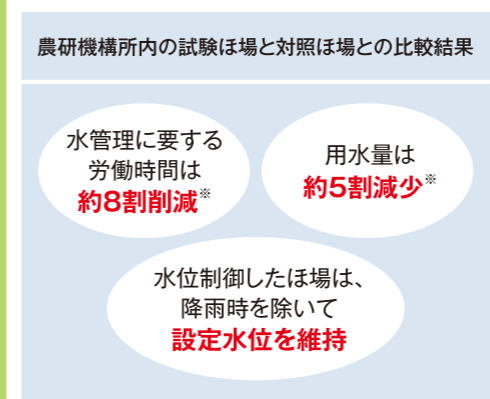 農研機構所内の試験ほ場と対照ほ場との比較結果
水管理に要する
労働時間は
約8割削減※
用水量は
約5割減少※
水位制御したほ場は、
降雨時を除いて
設定水位を維持